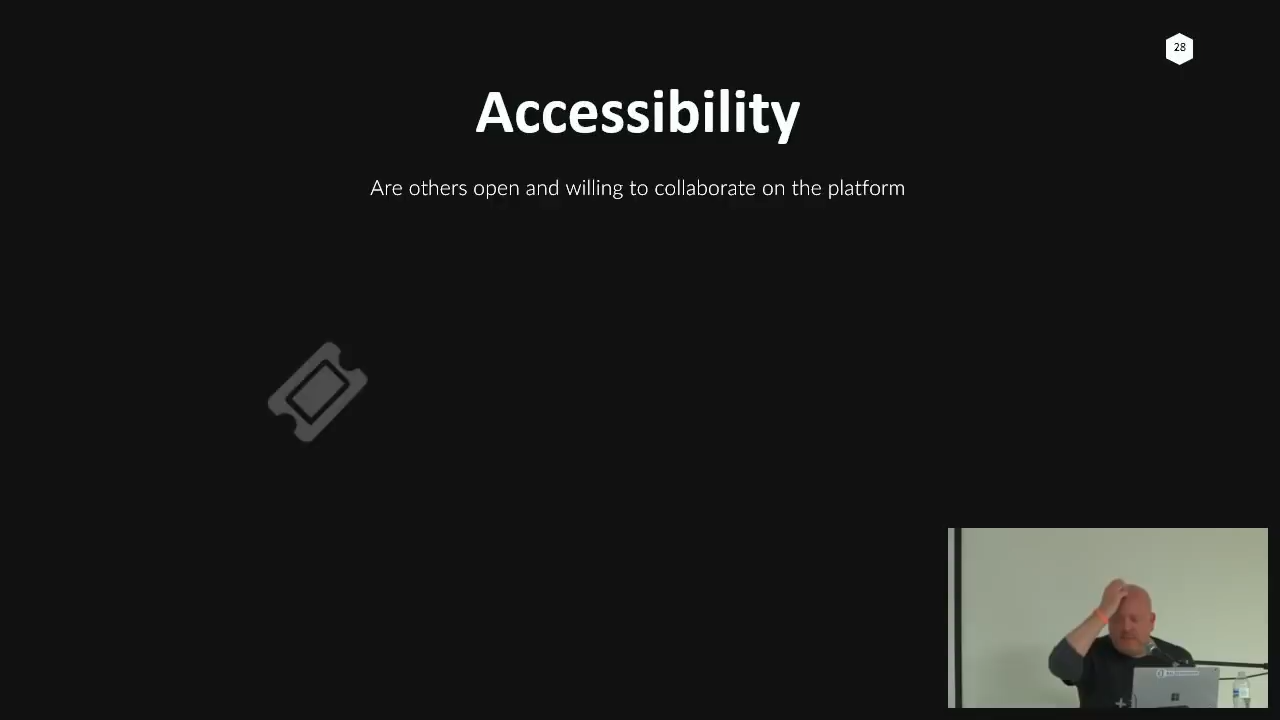 28
Accessibility
Are others open and willing to collaborate on the platform